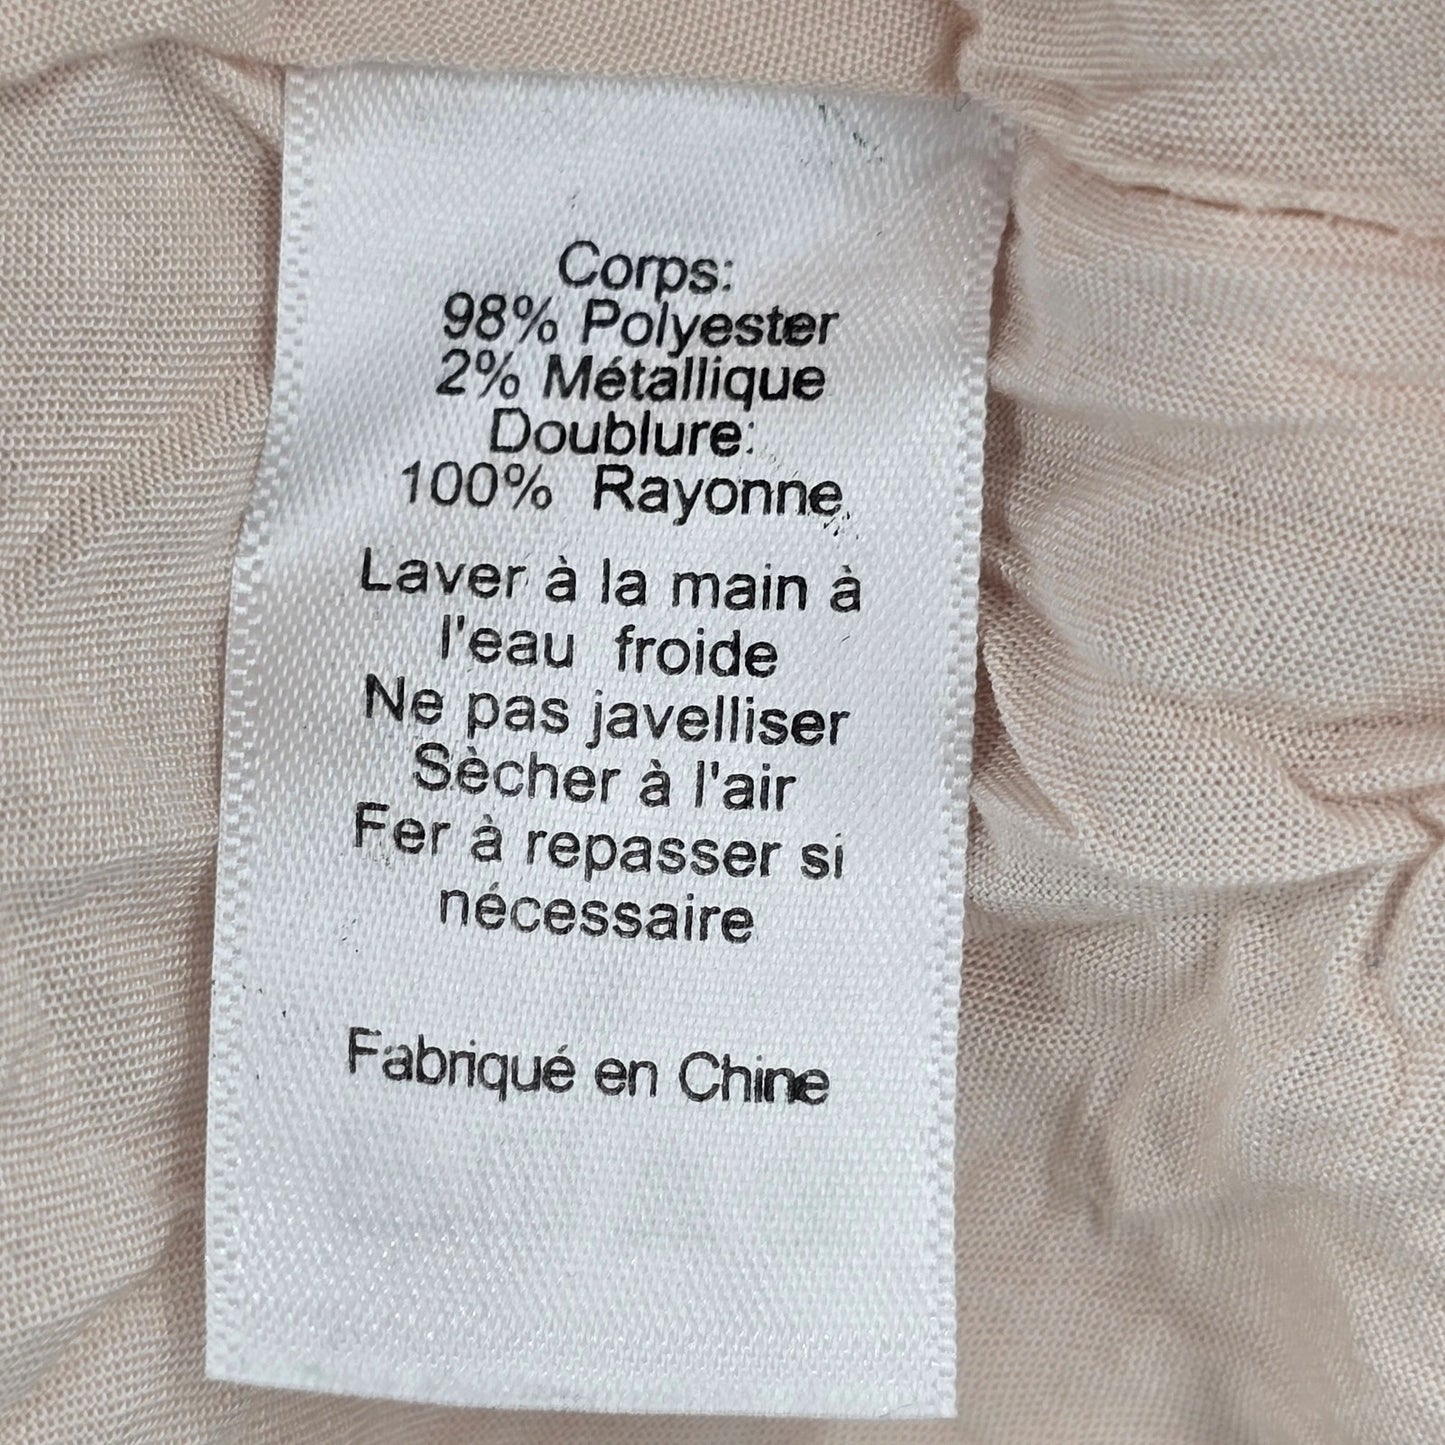 Corps:
98% Polyester
2% Métallique
Doublure:
100% Rayonne
Laver à la main à
l'eau froide
Ne pas javelliser
Sècher à l'air
Fer à repasser si
nécessaire
Fabriqué en Chine